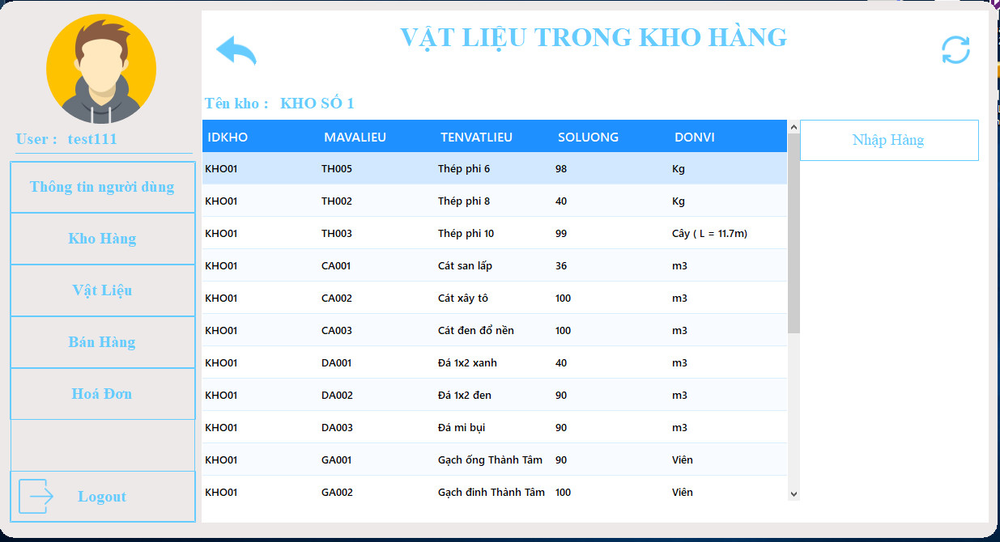 VẬT LIỆU TRONG KHO HÀNG
User : test111
Thông tin người dùng
Kho Hàng
Vật Liệu
Bán Hàng
Hoá Đơn
Logout
Tên kho : KHO SỐ 1
IDKHO MAVALIEU TENVATLIEU SOLUONG DONVI
KHO01 TH005 Thép phi 6 98 Kg
KHO01 TH002 Thép phi 8 40 Kg
KHO01 TH003 Thép phi 10 99 Cây ( L = 11.7m)
KHO01 CA001 Cát san lấp 36 m3
KHO01 CA002 Cát xây tô 100 m3
KHO01 CA003 Cát đen đổ nền 100 m3
KHO01 DA001 Đá 1x2 xanh 40 m3
KHO01 DA002 Đá 1x2 đen 90 m3
KHO01 DA003 Đá mi bụi 90 m3
KHO01 GA001 Gạch ống Thành Tâm 90 Viên
KHO01 GA002 Gạch đinh Thành Tâm 100 Viên
Nhập Hàng